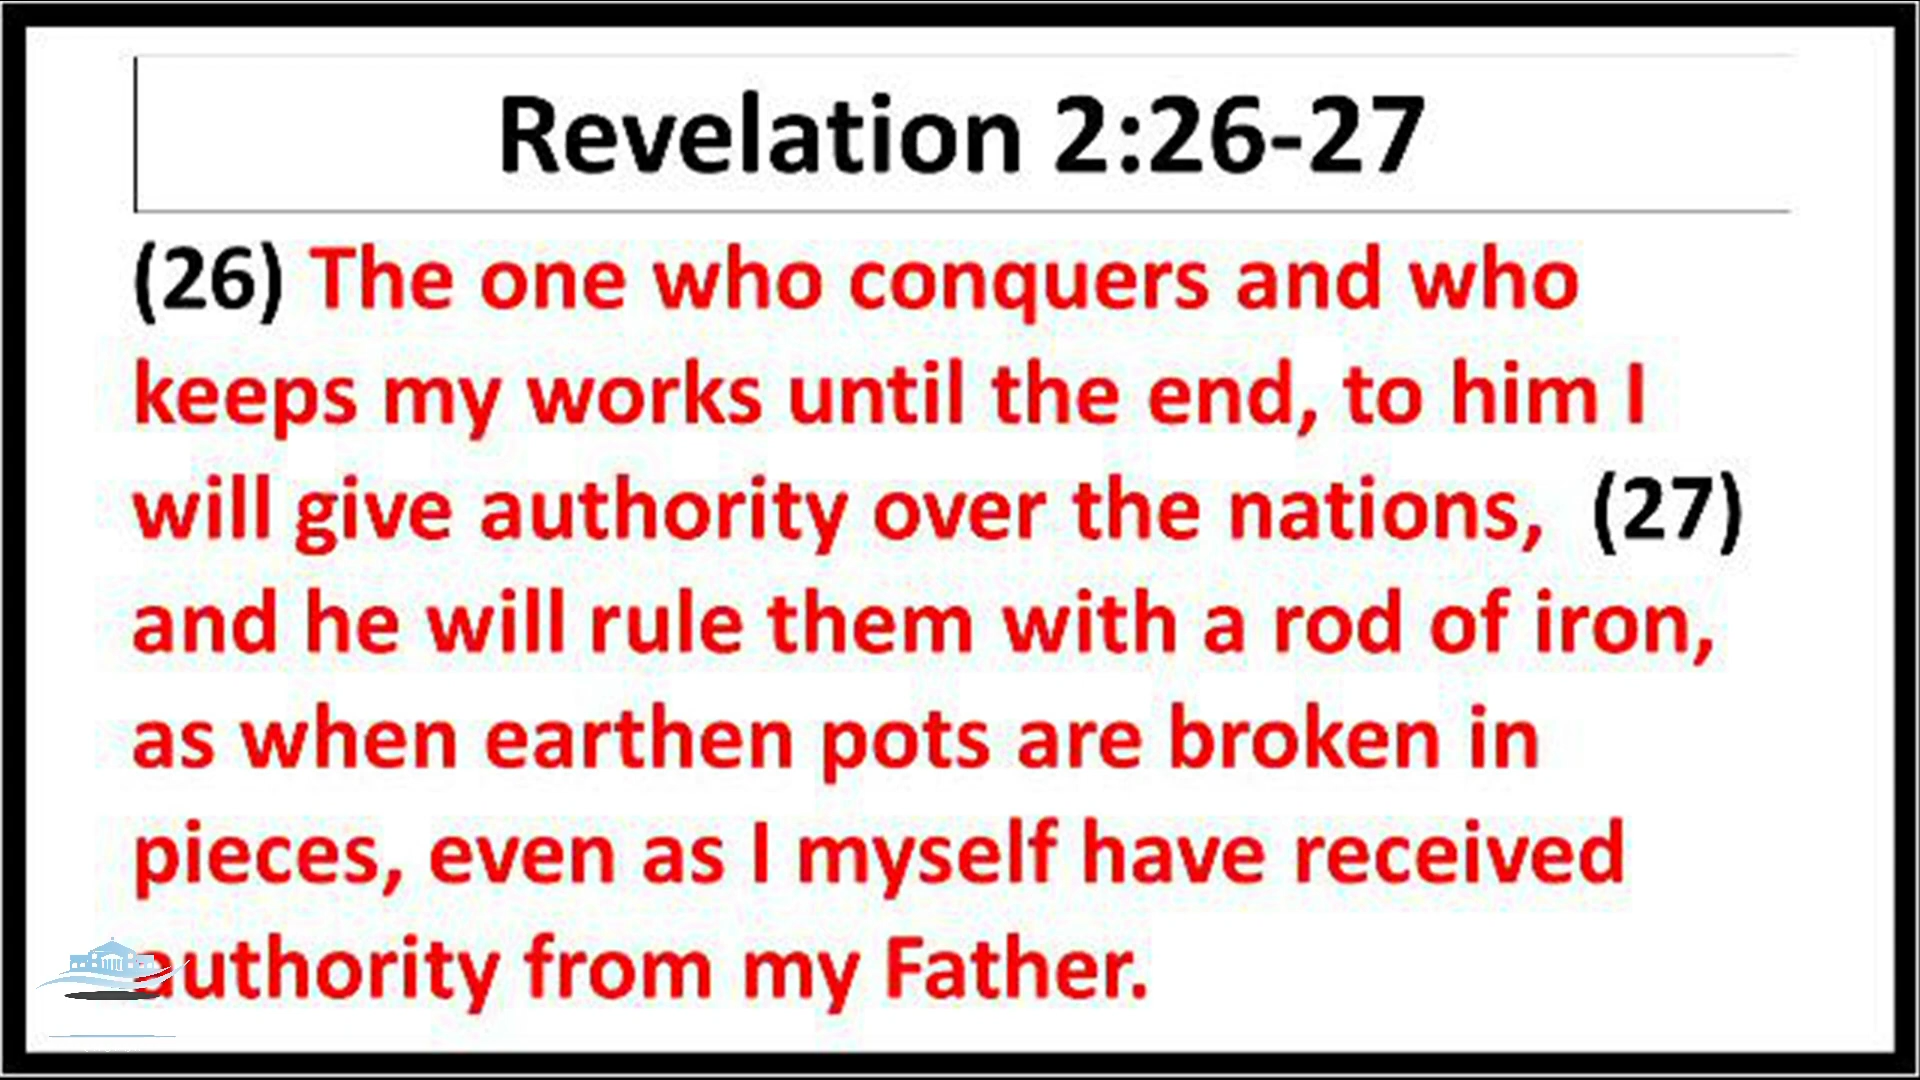 Revelation 2:26-27
(26) The one who conquers and who
keeps my works until the end, to him I
will give authority over the nations, (27)
and he will rule them with a rod of iron,
as when earthen pots are broken in
pieces, even as I myself have received
authority from my Father.